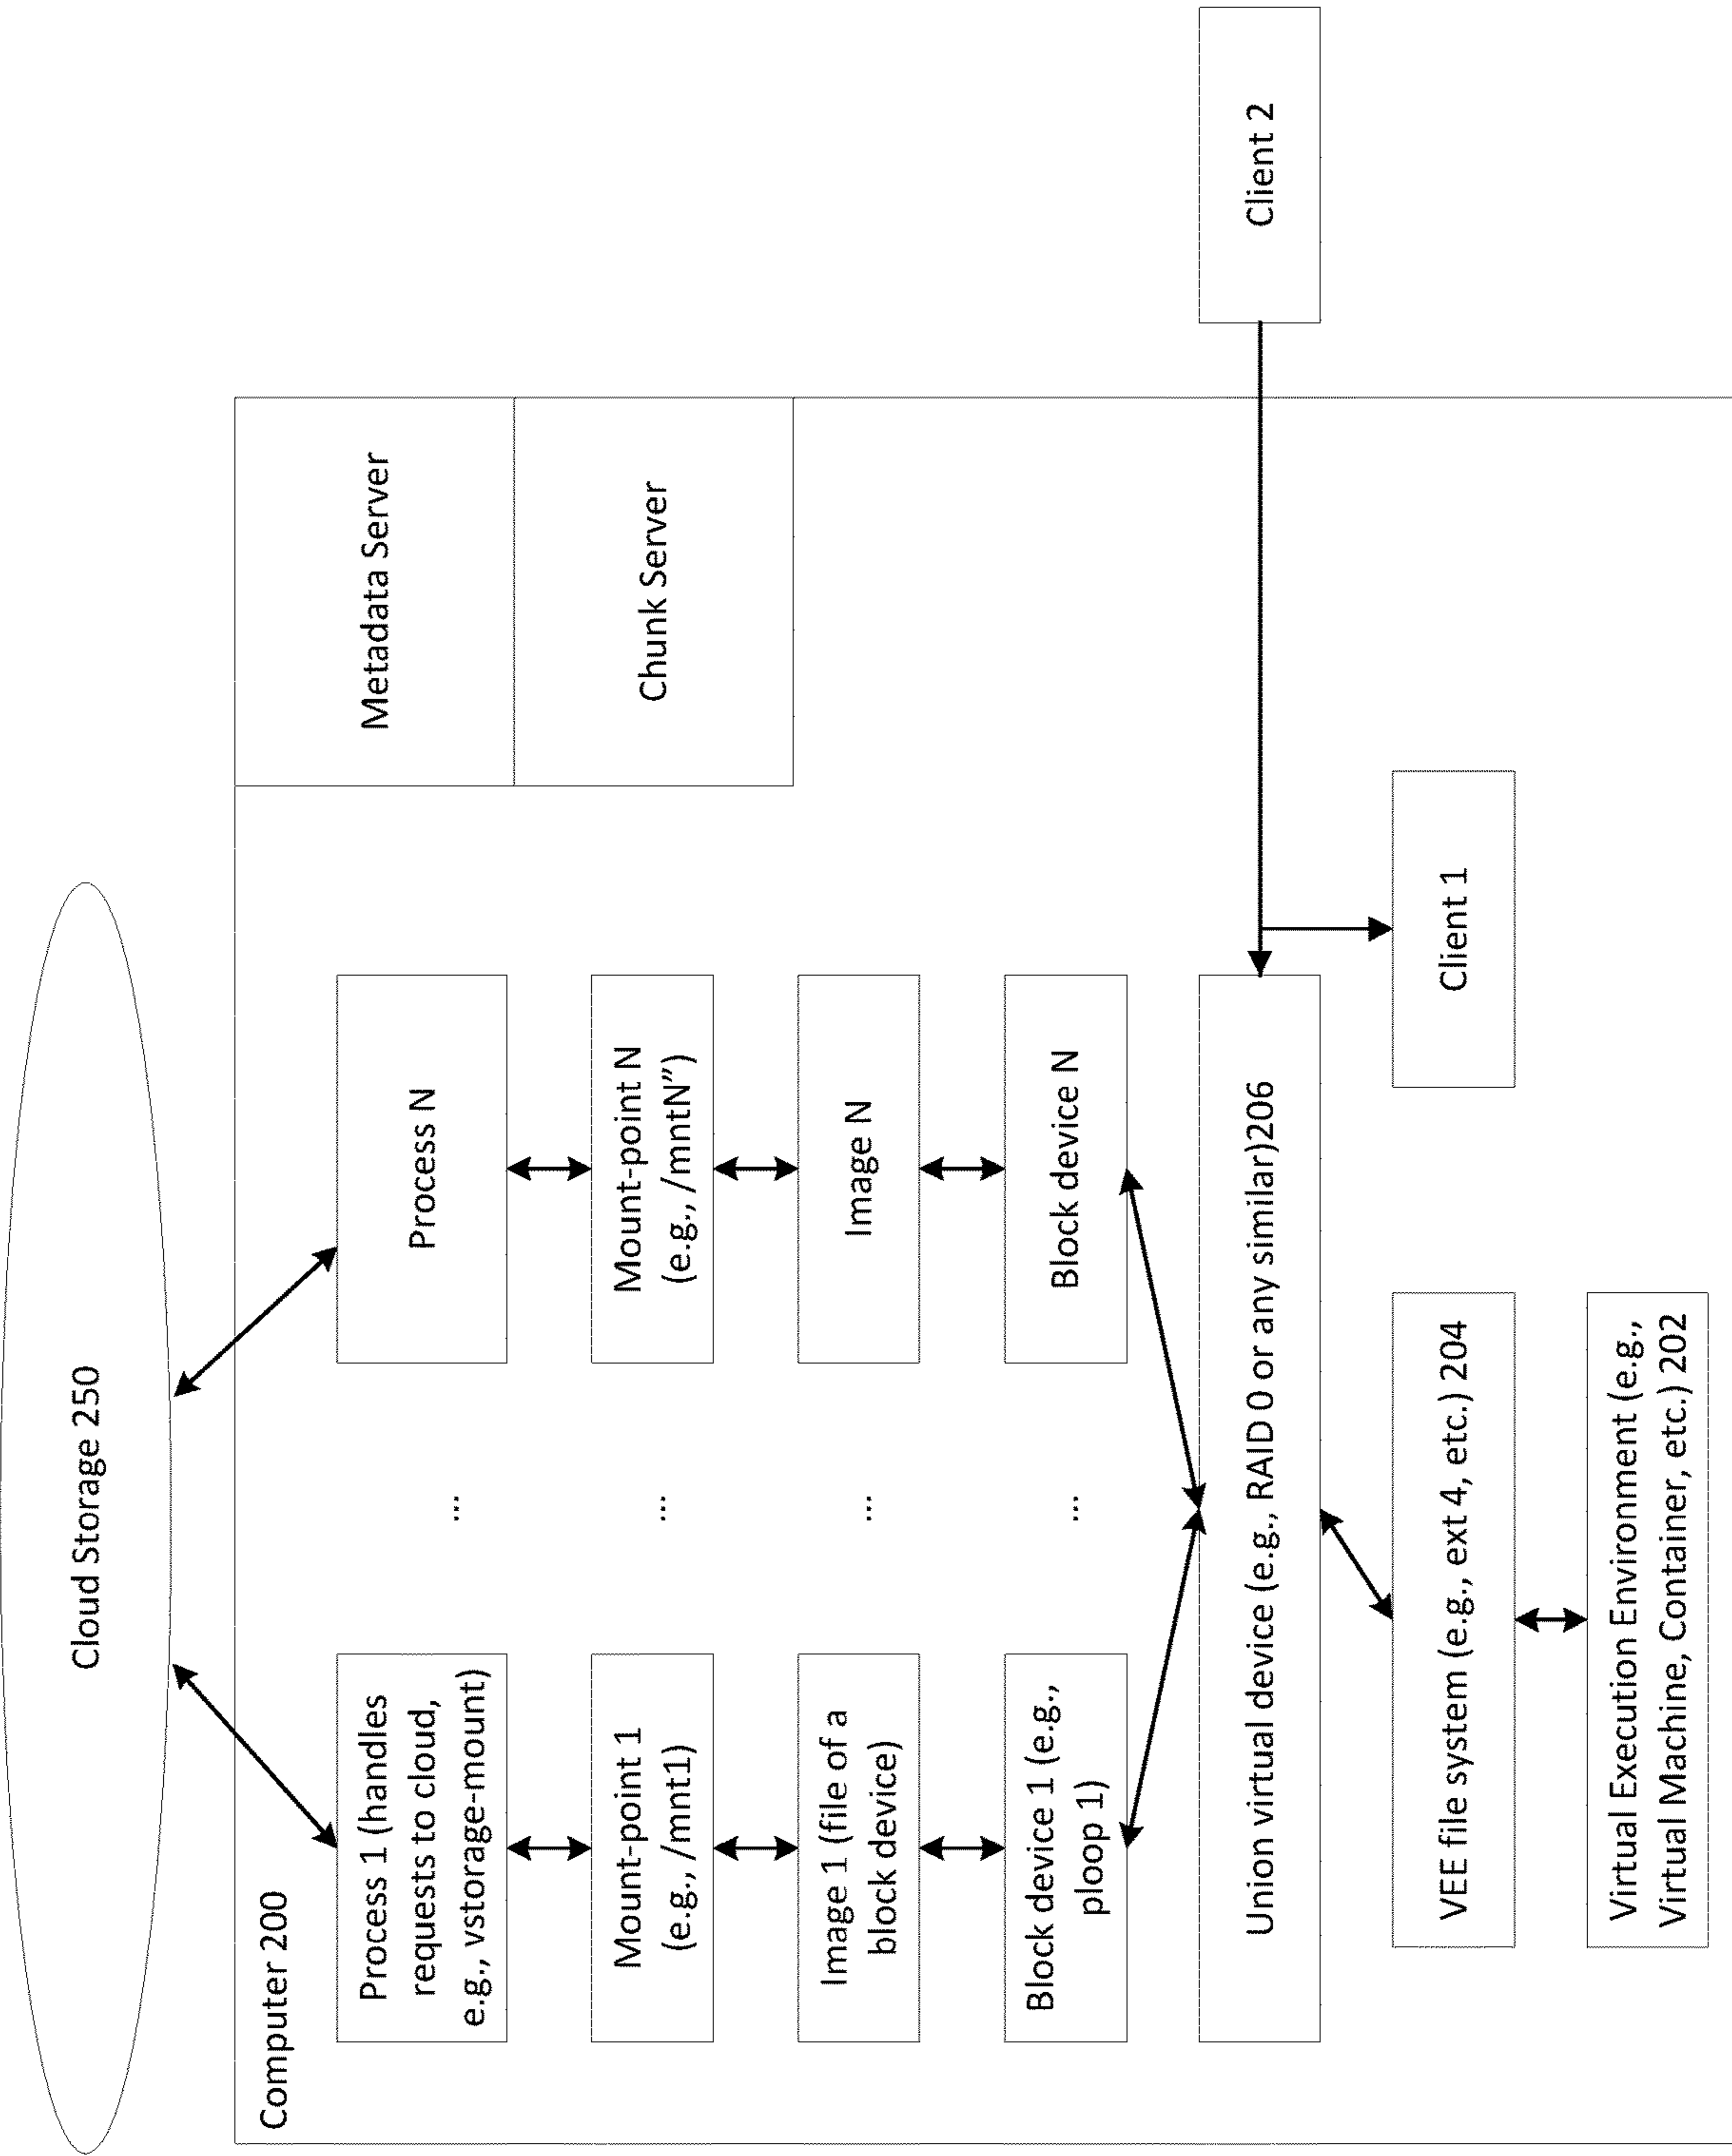 Cloud Storage 250
Computer 200
Process 1 (handles
requests to cloud,
e.g., vstorage-mount)
...
Process N
Metadata Server
Mount-point 1
(e.g., /mnt1)
...
Mount-point N
(e.g., /mntN”)
Chunk Server
Image 1 (file of a
block device)
...
Image N
Block device 1 (e.g.,
ploop 1)
...
Block device N
Union virtual device (e.g., RAID 0 or any similar)206
Client 2
VEE file system (e.g., ext 4, etc.) 204
Client 1
Virtual Execution Environment (e.g.,
Virtual Machine, Container, etc.) 202